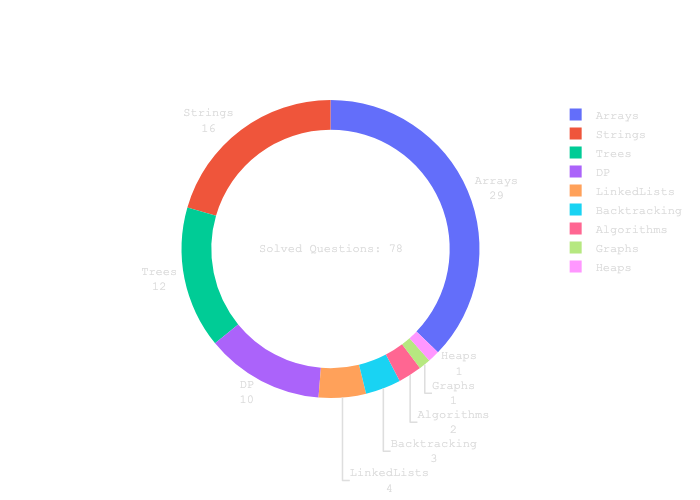 Strings
16
Arrays
29
Solved Questions: 78
Trees
12
DP
10
Heaps
1
Graphs
1
Algorithms
2
Backtracking
3
LinkedLists
4
Arrays
Strings
Trees
DP
LinkedLists
Backtracking
Algorithms
Graphs
Heaps